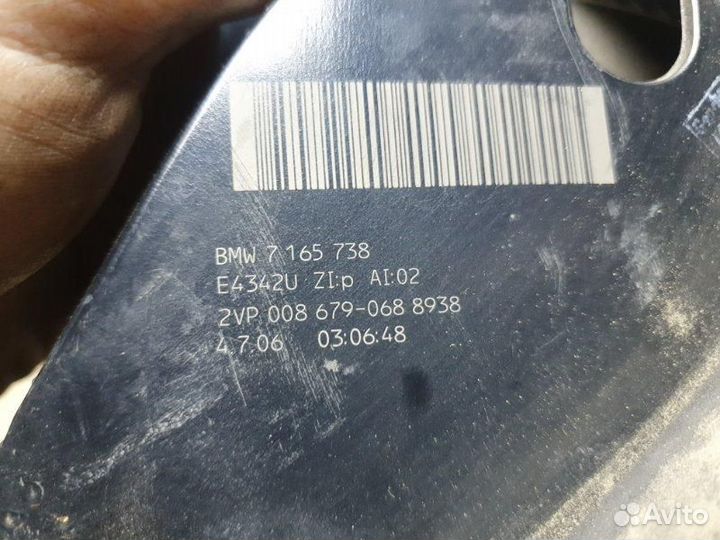 BMW 7 165 738
E4342U ZI:p AI:02
2VP 008 679-068 8938
4.7.06 03:06:48
Avito